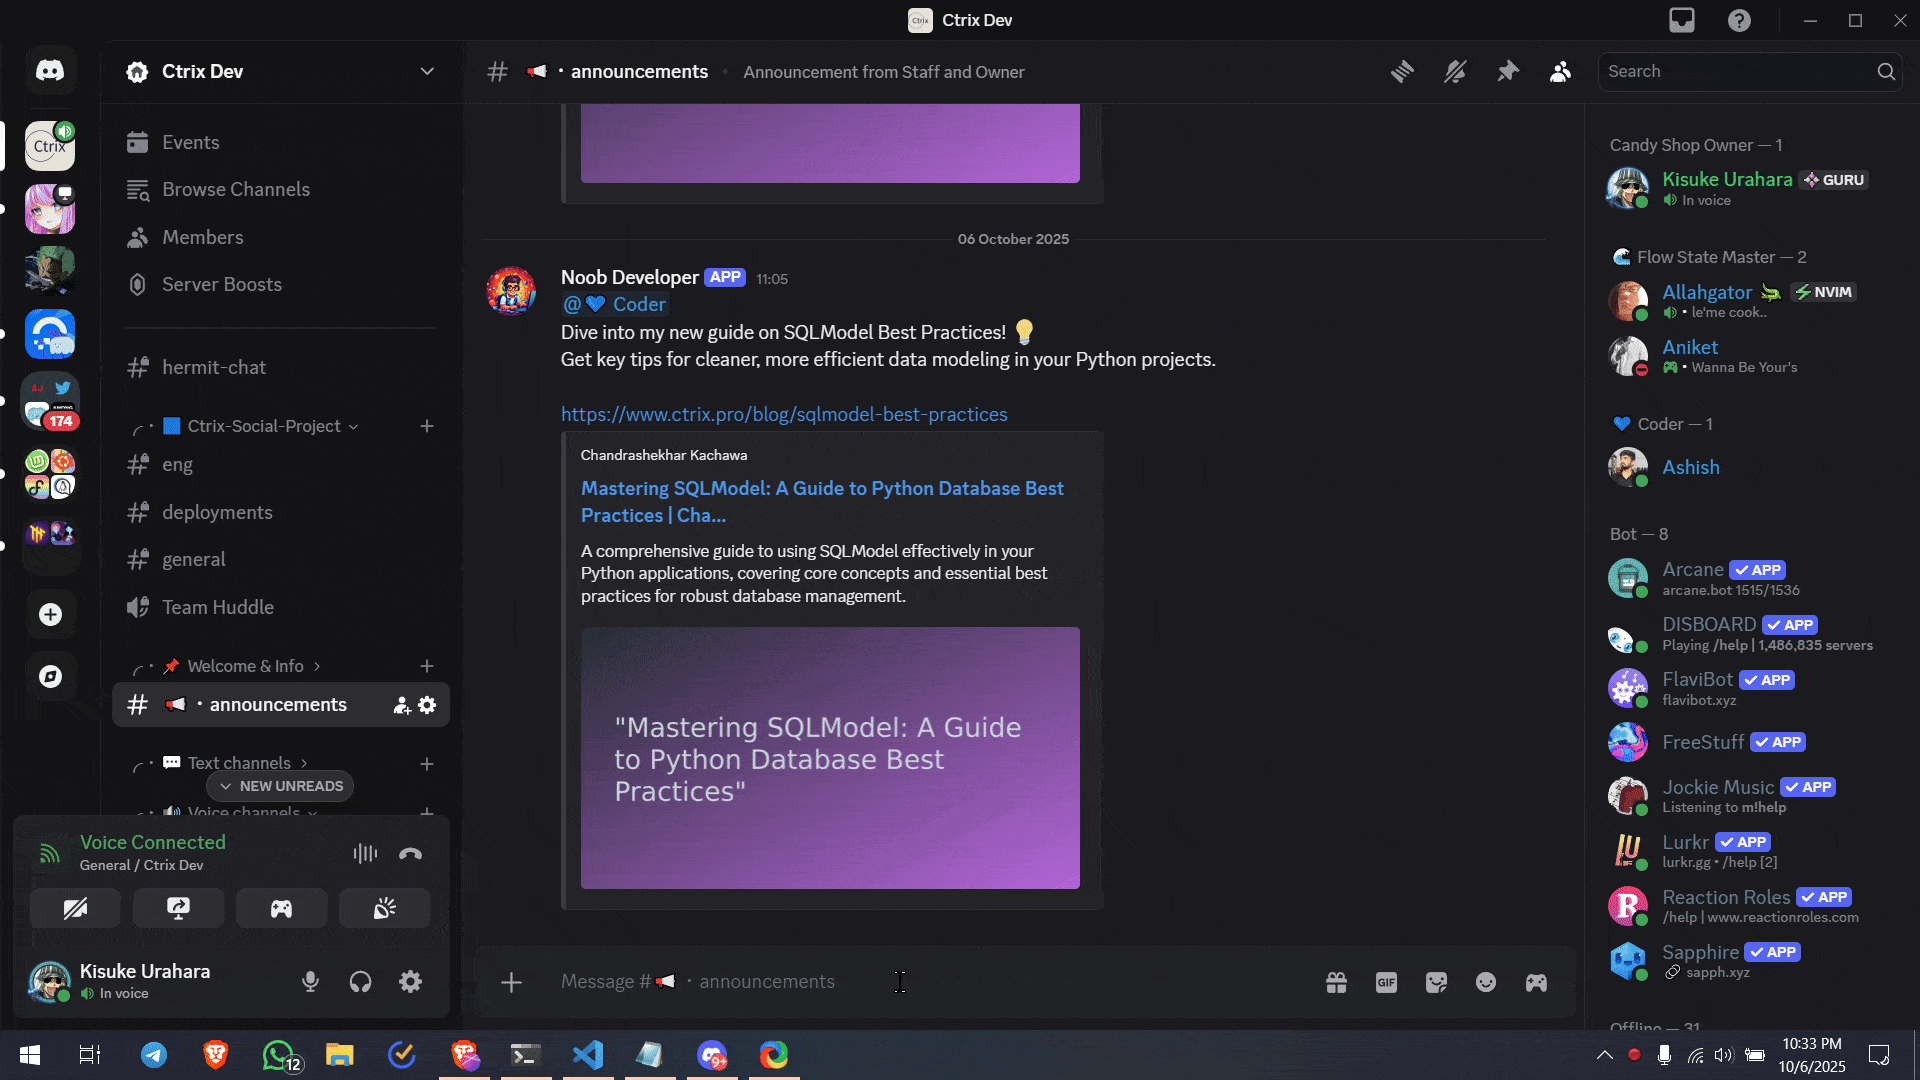 Ctrix Dev
Ctrix Dev
Events
Browse Channels
Members
Server Boosts
hermit-chat
Ctrix-Social-Project
eng
deployments
general
Team Huddle
Welcome & Info
announcements
Text channels
NEW UNREADS
Voice channels
Voice Connected
General / Ctrix Dev
Kisuke Urahara
In voice
Ctrix
174
announcements
Announcement from Staff and Owner
Search
06 October 2025
Noob Developer APP 11:05
@💙 Coder
Dive into my new guide on SQLModel Best Practices! 💡
Get key tips for cleaner, more efficient data modeling in your Python projects.
https://www.ctrix.pro/blog/sqlmodel-best-practices
Chandrashekhar Kachawa
Mastering SQLModel: A Guide to Python Database Best
Practices | Cha...
A comprehensive guide to using SQLModel effectively in your
Python applications, covering core concepts and essential best
practices for robust database management.
"Mastering SQLModel: A Guide
to Python Database Best
Practices"
Message #📢・announcements
GIF
Candy Shop Owner — 1
Kisuke Urahara GURU
In voice
Flow State Master — 2
Allahgator NVIM
• le'me cook..
Aniket
• Wanna Be Your's
Coder — 1
Ashish
Bot — 8
Arcane APP
arcane.bot 1515/1536
DISBOARD APP
Playing /help | 1,486,835 servers
FlaviBot APP
flavibot.xyz
FreeStuff APP
Jockie Music APP
Listening to m!help
Lurkr APP
lurkr.gg • /help [2]
Reaction Roles APP
/help | www.reactionroles.com
Sapphire APP
sapph.xyz
Offline — 31
12
9+
10:33 PM
10/6/2025